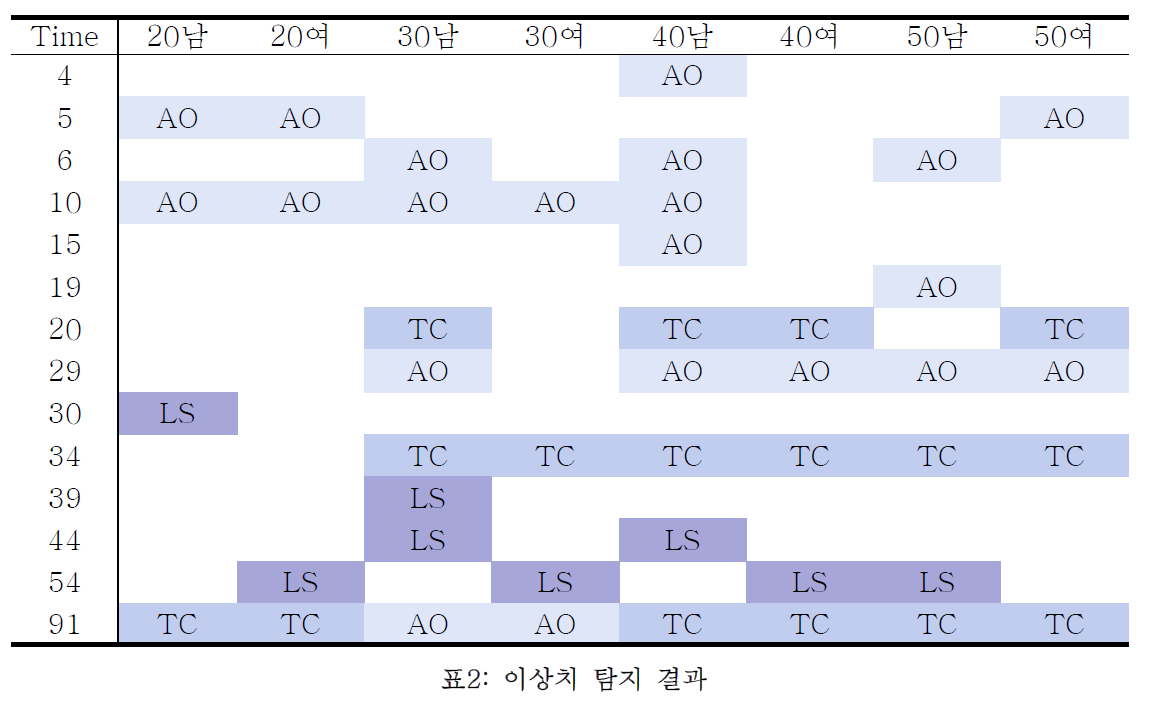 Time 20남 20여 30남 30여 40남 40여 50남 50여
4 AO
5 AO AO AO
6 AO AO AO
10 AO AO AO AO AO
15 AO
19 AO
20 TC TC TC TC
29 AO AO AO AO AO
30 LS
34 TC TC TC TC TC TC
39 LS
44 LS LS
54 LS LS LS LS
91 TC TC AO AO TC TC TC TC
표2: 이상치 탐지 결과